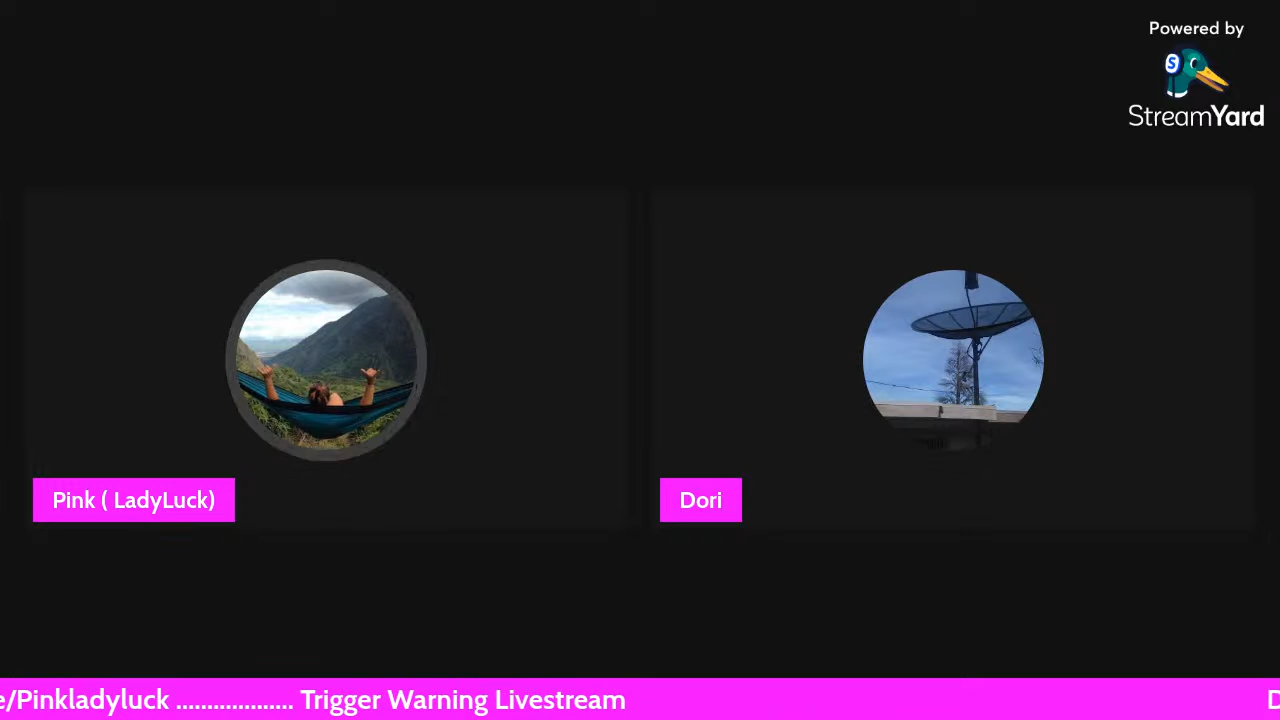 Powered by
S
StreamYard
Pink ( LadyLuck)
Dori
e/Pinkladyluck ................... Trigger Warning Livestream